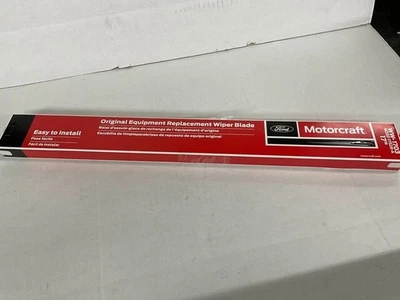 Original Equipment Replacement Wiper Blade
Balai d'essuie-glace de rechange de l'équipement d'origine
Escobilla de limpiaparabrisas de repuesto de equipo original
Easy to Install
Pose facile
Fácil de instalar
Ford
Motorcraft